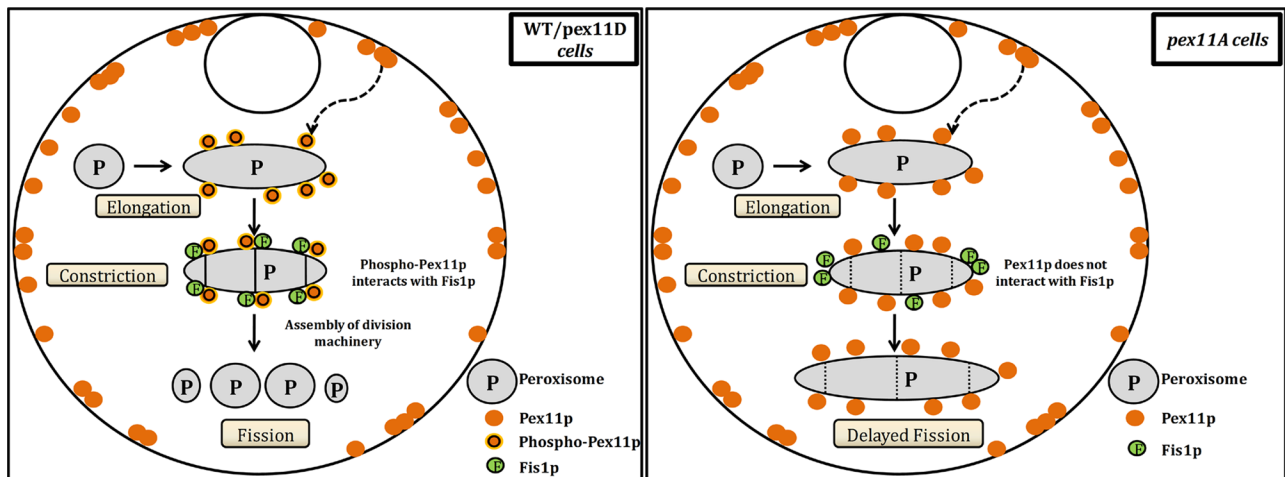 WT/pex11D
cells
P
P
Elongation
F
F
F
P
F
F
F
Constriction
Phospho-Pex11p
interacts with Fis1p
Assembly of division
machinery
P
P
P
P
Fission
P
Peroxisome
Pex11p
Phospho-Pex11p
F
Fis1p
pex11A cells
P
P
Elongation
F
F
F
F
F
P
F
Constriction
Pex11p does not
interact with Fis1p
P
Delayed Fission
P
Peroxisome
Pex11p
F
Fis1p